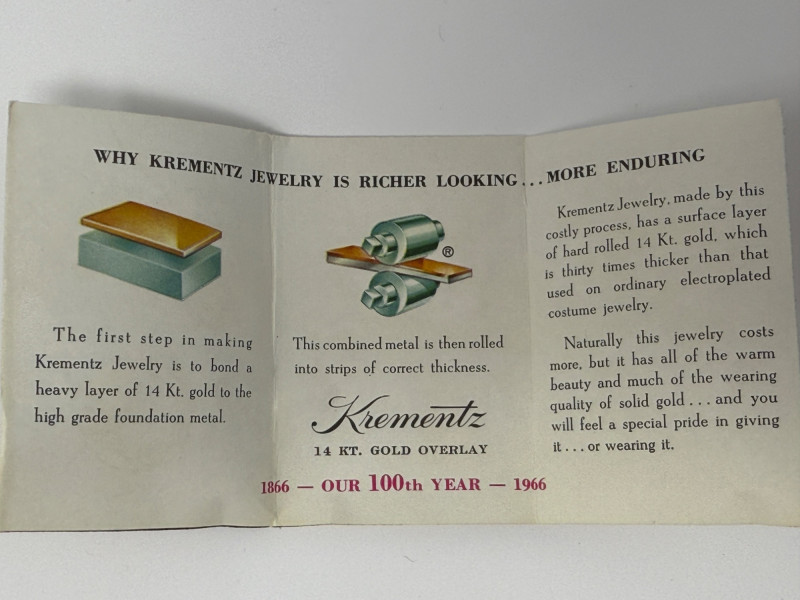 WHY KREMENTZ JEWELRY IS RICHER LOOKING...MORE ENDURING
The first step in making
Krementz Jewelry is to bond a
heavy layer of 14 Kt. gold to the
high grade foundation metal.
®
This combined metal is then rolled
into strips of correct thickness.
Krementz
14 KT. GOLD OVERLAY
Krementz Jewelry, made by this
costly process, has a surface layer
of hard rolled 14 Kt. gold, which
is thirty times thicker than that
used on ordinary electroplated
costume jewelry.
Naturally this jewelry costs
more, but it has all of the warm
beauty and much of the wearing
quality of solid gold...and you
will feel a special pride in giving
it...or wearing it.
1866 — OUR 100th YEAR — 1966